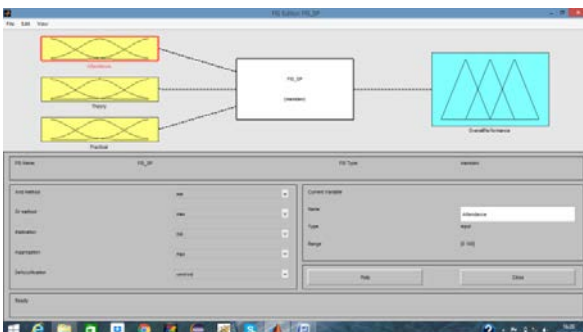 FIS Editor: FIS_SP
File Edit View
Attendance
Theory
Practical
FIS_SP
(mamdani)
OverallPerformance
FIS Name: FIS_SP FIS Type: mamdani
And method min
Or method max
Implication min
Aggregation max
Defuzzification centroid
Current Variable
Name Attendance
Type input
Range [0 100]
Help Close
Ready